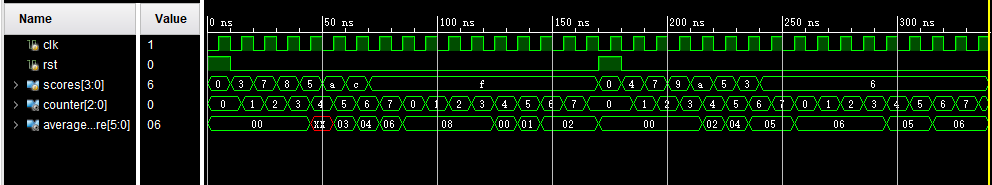 Name Value 0 ns 50 ns 100 ns 150 ns 200 ns 250 ns 300 ns
clk 1
rst 0
scores[3:0] 6 0 3 7 8 5 a c f 0 4 7 9 a 5 3 6
counter[2:0] 0 0 1 2 3 4 5 6 7 0 1 2 3 4 5 6 7 0 1 2 3 4 5 6 7 0 1 2 3 4 5 6 7
average...re[5:0] 06 00 XX 03 04 06 08 00 01 02 00 02 04 05 06 05 06